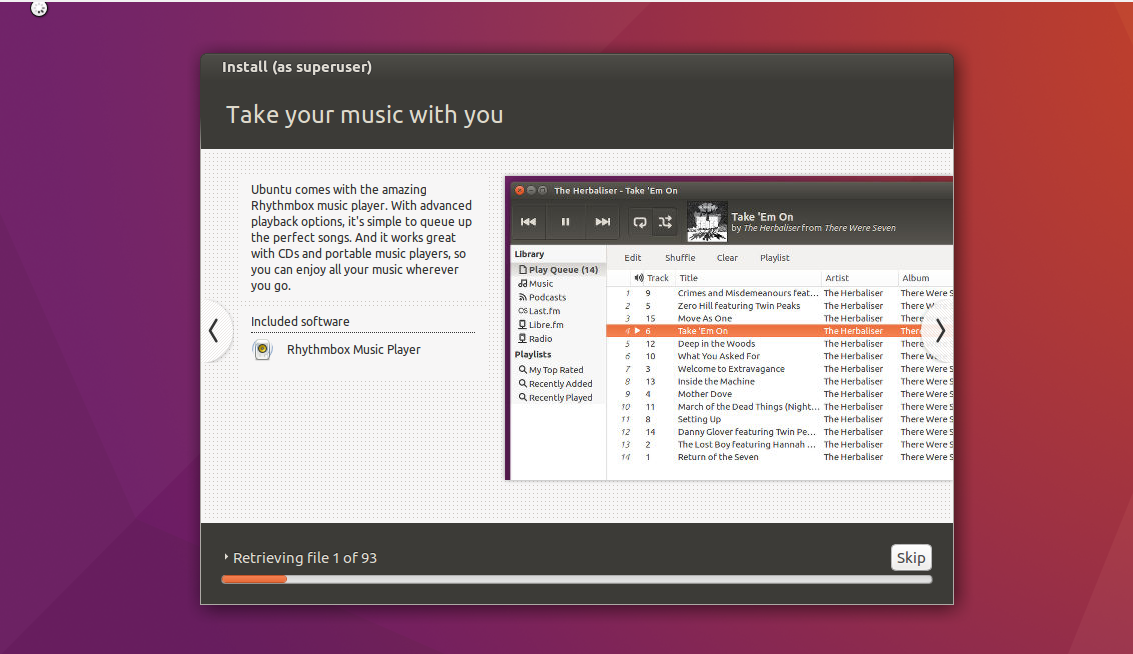 Install (as superuser)
Take your music with you
Ubuntu comes with the amazing
Rhythmbox music player. With advanced
playback options, it's simple to queue up
the perfect songs. And it works great
with CDs and portable music players, so
you can enjoy all your music wherever
you go.
Included software
Rhythmbox Music Player
The Herbaliser - Take 'Em On
Take 'Em On
by The Herbaliser from There Were Seven
Library
Play Queue (14)
Music
Podcasts
Last.fm
Libre.fm
Radio
Playlists
My Top Rated
Recently Added
Recently Played
Edit Shuffle Clear Playlist
Track Title Artist Album
1 9 Crimes and Misdemeanours feat... The Herbaliser There Were S
2 5 Zero Hill featuring Twin Peaks The Herbaliser There Were S
3 15 Move As One The Herbaliser There Were S
4 6 Take 'Em On The Herbaliser There
5 12 Deep in the Woods The Herbaliser There
6 10 What You Asked For The Herbaliser There Were S
7 3 Welcome to Extravagance The Herbaliser There Were S
8 13 Inside the Machine The Herbaliser There Were S
9 4 Mother Dove The Herbaliser There Were S
10 11 March of the Dead Things (Night... The Herbaliser There Were S
11 8 Setting Up The Herbaliser There Were S
12 14 Danny Glover featuring Twin Pe... The Herbaliser There Were S
13 2 The Lost Boy featuring Hannah ... The Herbaliser There Were S
14 1 Return of the Seven The Herbaliser There Were S
Retrieving file 1 of 93
Skip